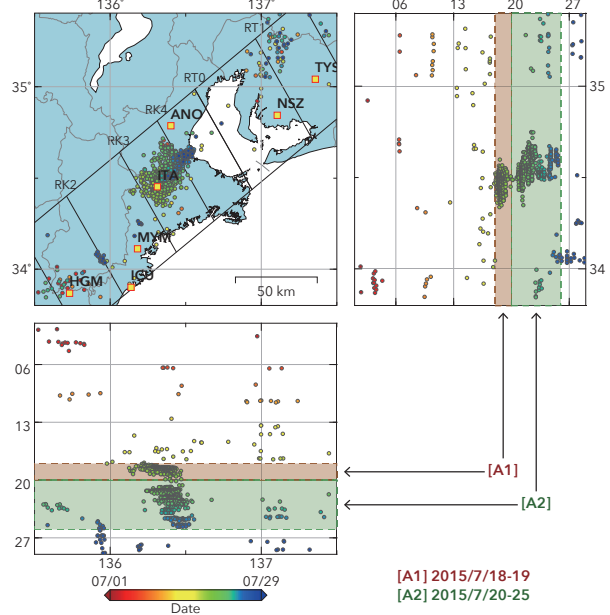 136° 137° 06 13 20 27
RT1
TYS
35° 35
RT0
NSZ
ANO
RK4
RK3
ITA
RK2
MYM
34° 34
HGM
50 km
06
13
[A1]
20
[A2]
27
136 137
[A1] 2015/7/18-19
07/01 07/29
[A2] 2015/7/20-25
Date